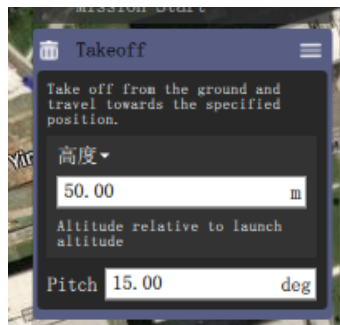 Mission Start
Takeoff
Take off from the ground and
travel towards the specified
position.
高度
50.00 m
Altitude relative to launch
altitude
Pitch 15.00 deg